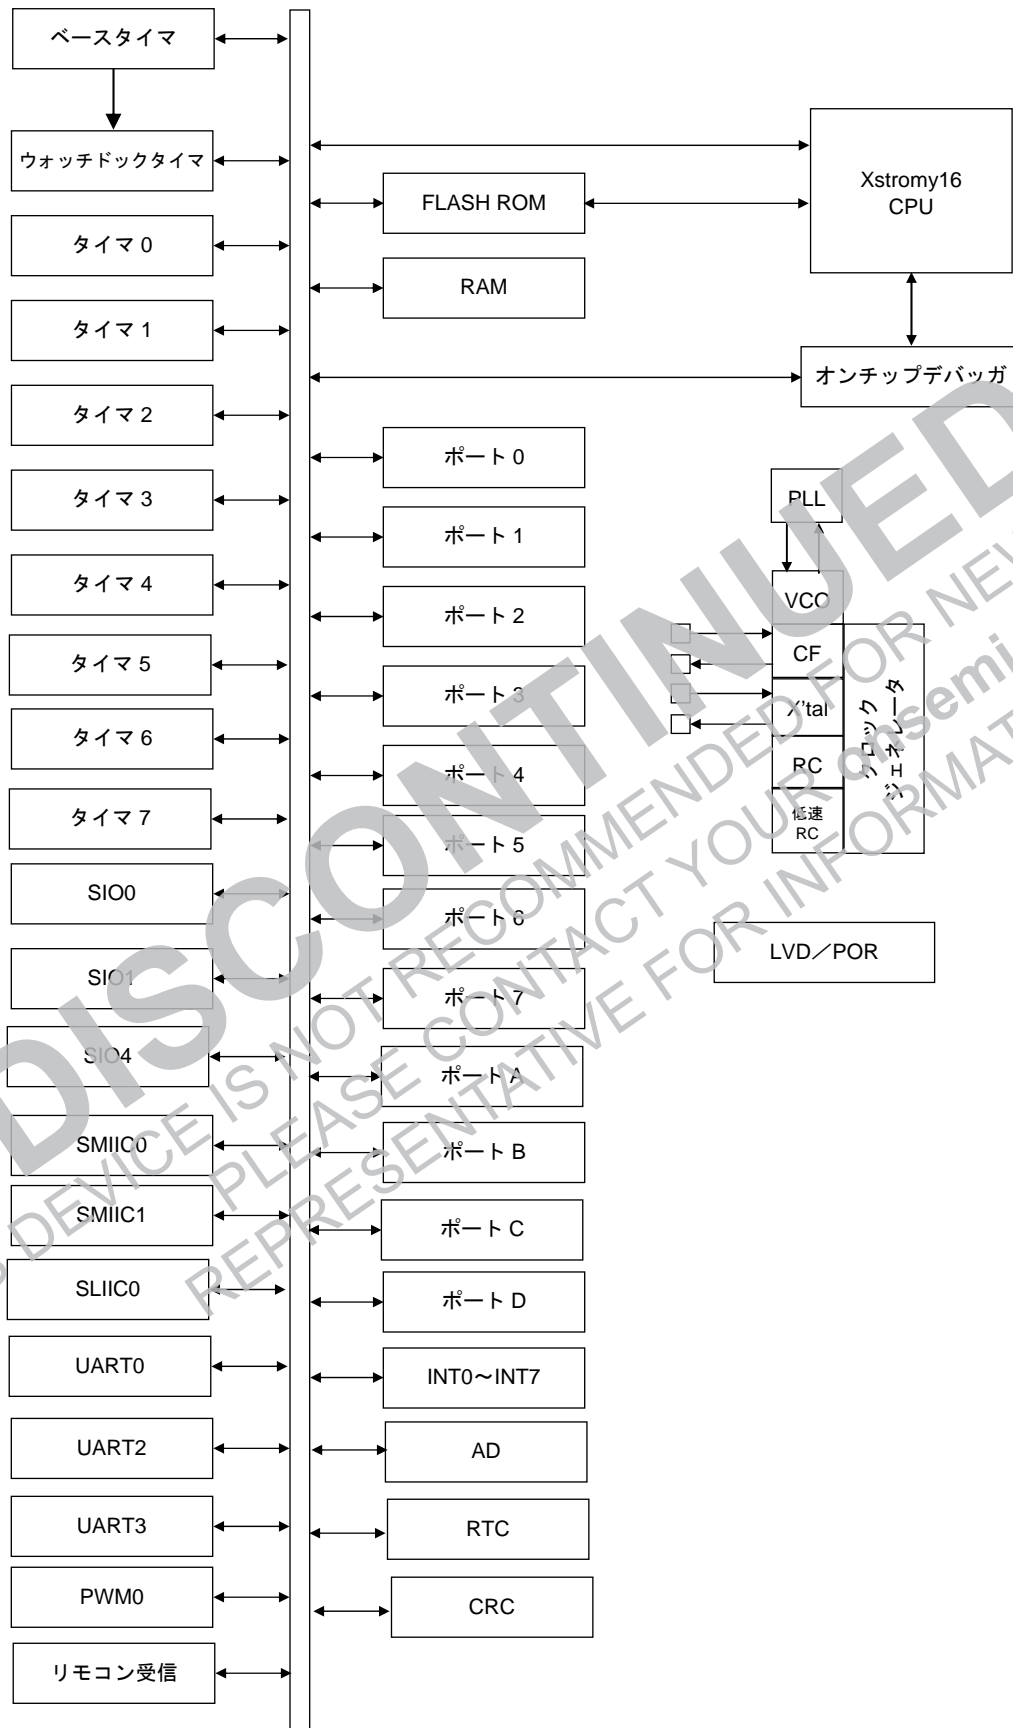 ベースタイマ
ウォッチドックタイマ
タイマ 0
タイマ 1
タイマ 2
タイマ 3
タイマ 4
タイマ 5
タイマ 6
タイマ 7
SIO0
SIO1
SIO4
SMIIC0
SMIIC1
SLIIC0
UART0
UART2
UART3
PWM0
リモコン受信
FLASH ROM
RAM
ポート 0
ポート 1
ポート 2
ポート 3
ポート 4
ポート 5
ポート 6
ポート 7
ポート A
ポート B
ポート C
ポート D
INT0~INT7
AD
RTC
CRC
Xstromy16
CPU
オンチップデバッガ
PLL
VCO
CF
X'tal
RC
低速
RC
クロック
ジェネレータ
LVD/POR
DISCONTINUED
DEVICE IS NOT RECOMMENDED FOR NEW
PLEASE CONTACT YOUR onsemi
REPRESENTATIVE FOR INFORMAT